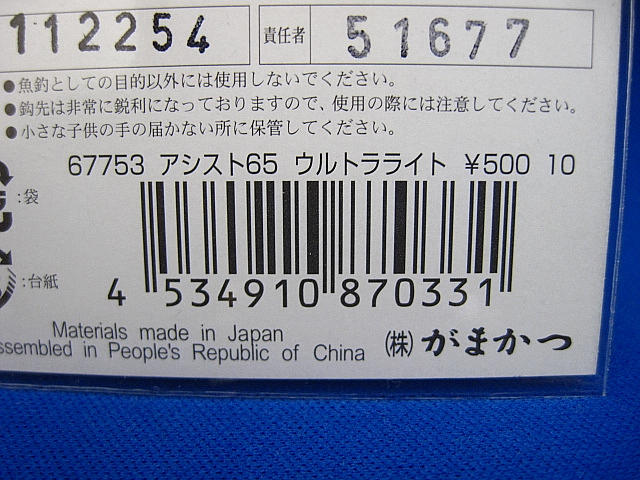 112254 責任者 51677
●魚釣としての目的以外には使用しないでください。
●鈎先は非常に鋭利になっておりますので、使用の際には注意してください。
●小さな子供の手の届かない所に保管してください。
67753 アシスト65 ウルトラライト ¥500 10
:袋
:台紙
4 534910 870331
Materials made in Japan
ssembled in People's Republic of China
(株) がまかつ